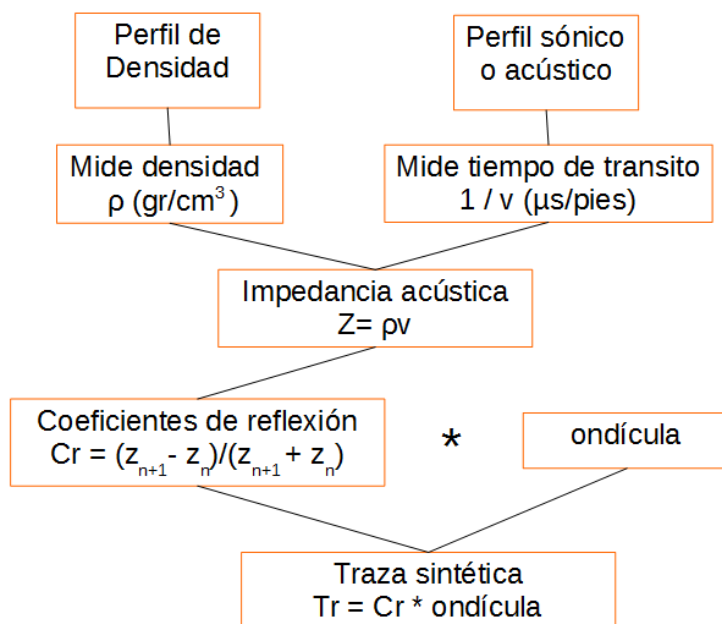 Perfil de
Densidad
Perfil sónico
o acústico
Mide densidad
ρ (gr/cm³)
Mide tiempo de transito
1 / v (µs/pies)
Impedancia acústica
Z= ρv
Coeficientes de reflexión
Cr = (zₙ₊₁ - zₙ)/(zₙ₊₁ + zₙ)
*
ondícula
Traza sintética
Tr = Cr * ondícula